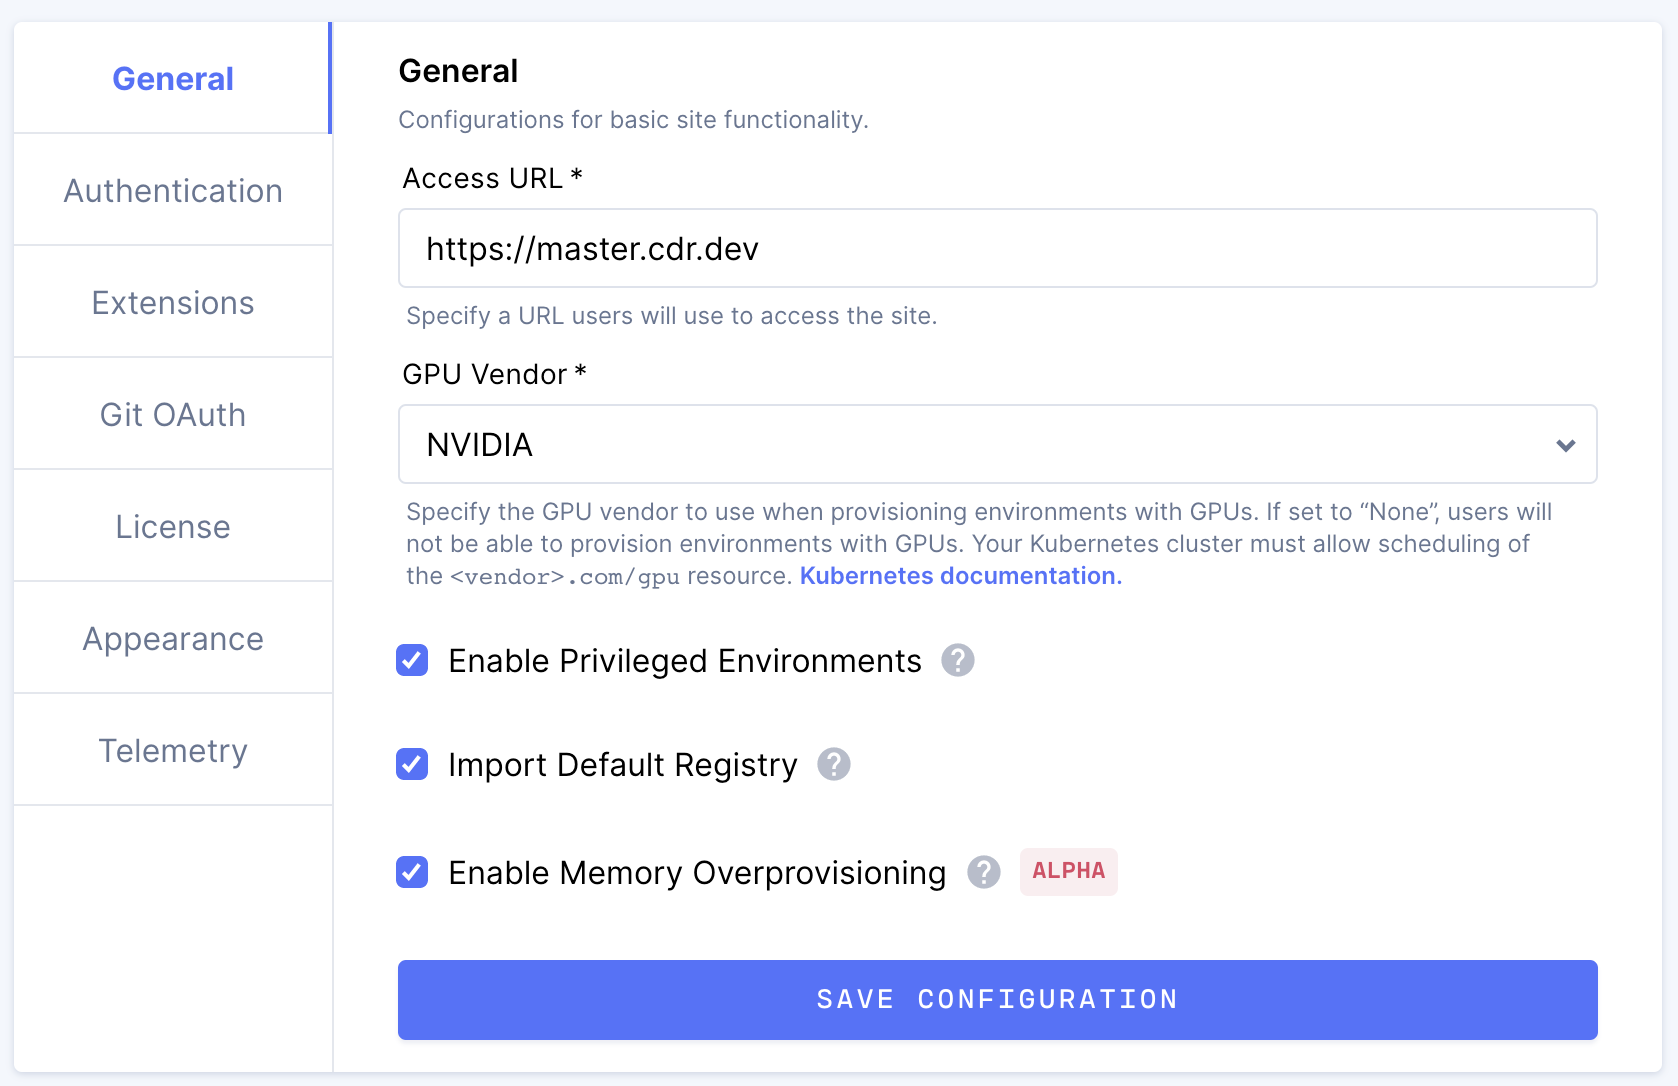 General
Authentication
Extensions
Git OAuth
License
Appearance
Telemetry
General
Configurations for basic site functionality.
Access URL *
https://master.cdr.dev
Specify a URL users will use to access the site.
GPU Vendor *
NVIDIA
Specify the GPU vendor to use when provisioning environments with GPUs. If set to “None”, users will
not be able to provision environments with GPUs. Your Kubernetes cluster must allow scheduling of
the <vendor>.com/gpu resource. Kubernetes documentation.
Enable Privileged Environments ?
Import Default Registry ?
Enable Memory Overprovisioning ? ALPHA
SAVE CONFIGURATION